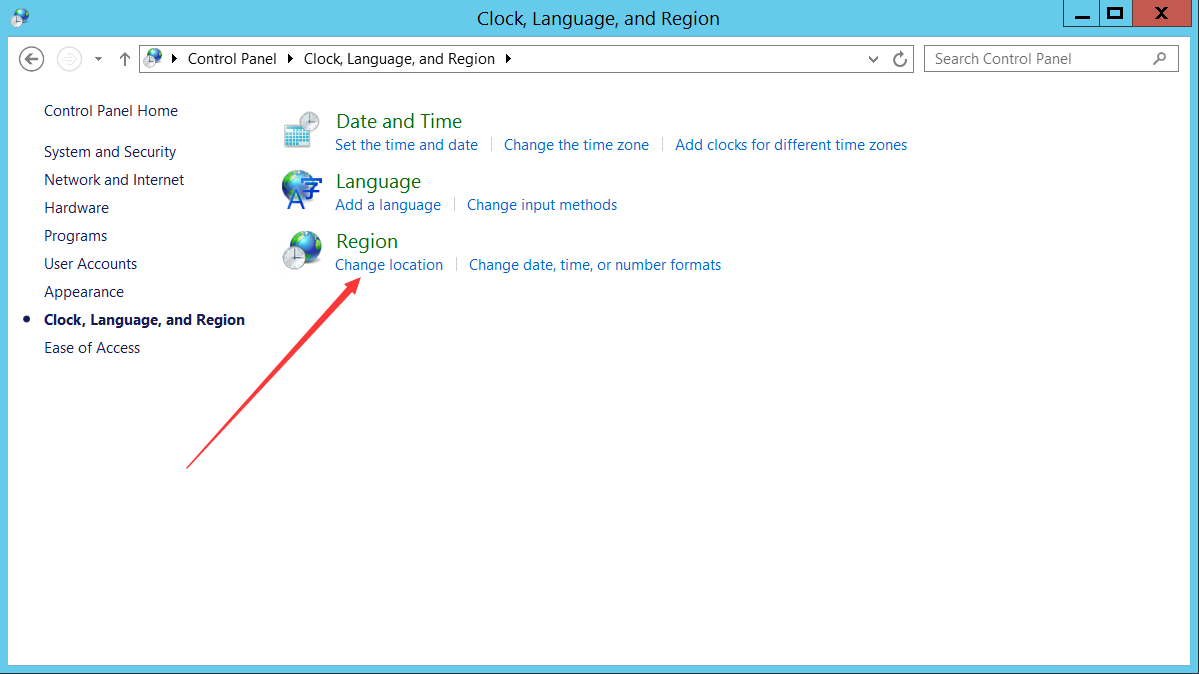 Clock, Language, and Region
Control Panel Clock, Language, and Region
Search Control Panel
Control Panel Home
System and Security
Network and Internet
Hardware
Programs
User Accounts
Appearance
Clock, Language, and Region
Ease of Access
Date and Time
Set the time and date Change the time zone Add clocks for different time zones
Language
Add a language Change input methods
Region
Change location Change date, time, or number formats